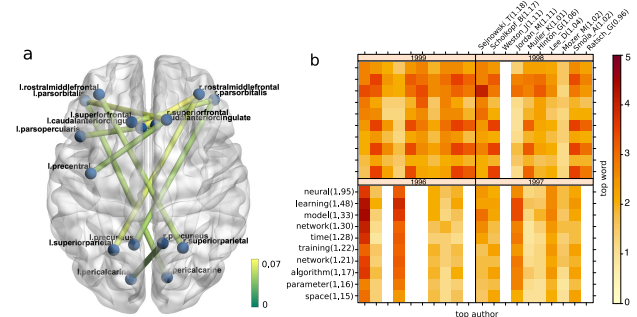 a
l.rostralmiddlefrontal
l.parsorbitalis
r.rostralmiddlefrontal
r.parsorbitalis
l.superiorfrontal
r.superiorfrontal
l.caudalanteriorcingul
udalanteriorcingulate
l.parsopercularis
l.precentral
l.precuneus
r.precuneus
l.superiorparietal
r.superiorparietal
l.pericalcarine
r.pericalcarine
0,07
0
b
Sejnowski_T(1.18)
Scholkopf_B(1.17)
Weston_J(1.11)
Jordan_M(1.11)
Muller_K(1.01)
Hinton_G(1.06)
Lee_D(1.04)
Mozer_M(1.02)
Smola_A(1.02)
Ratsch_G(0.96)
1999
1998
1996
1997
neural(1,95)
learning(1,48)
model(1,33)
network(1.30)
time(1.28)
training(1.22)
network(1.21)
algorithm(1,17)
parameter(1,16)
space(1,15)
top author
top word
5
4
3
2
1
0